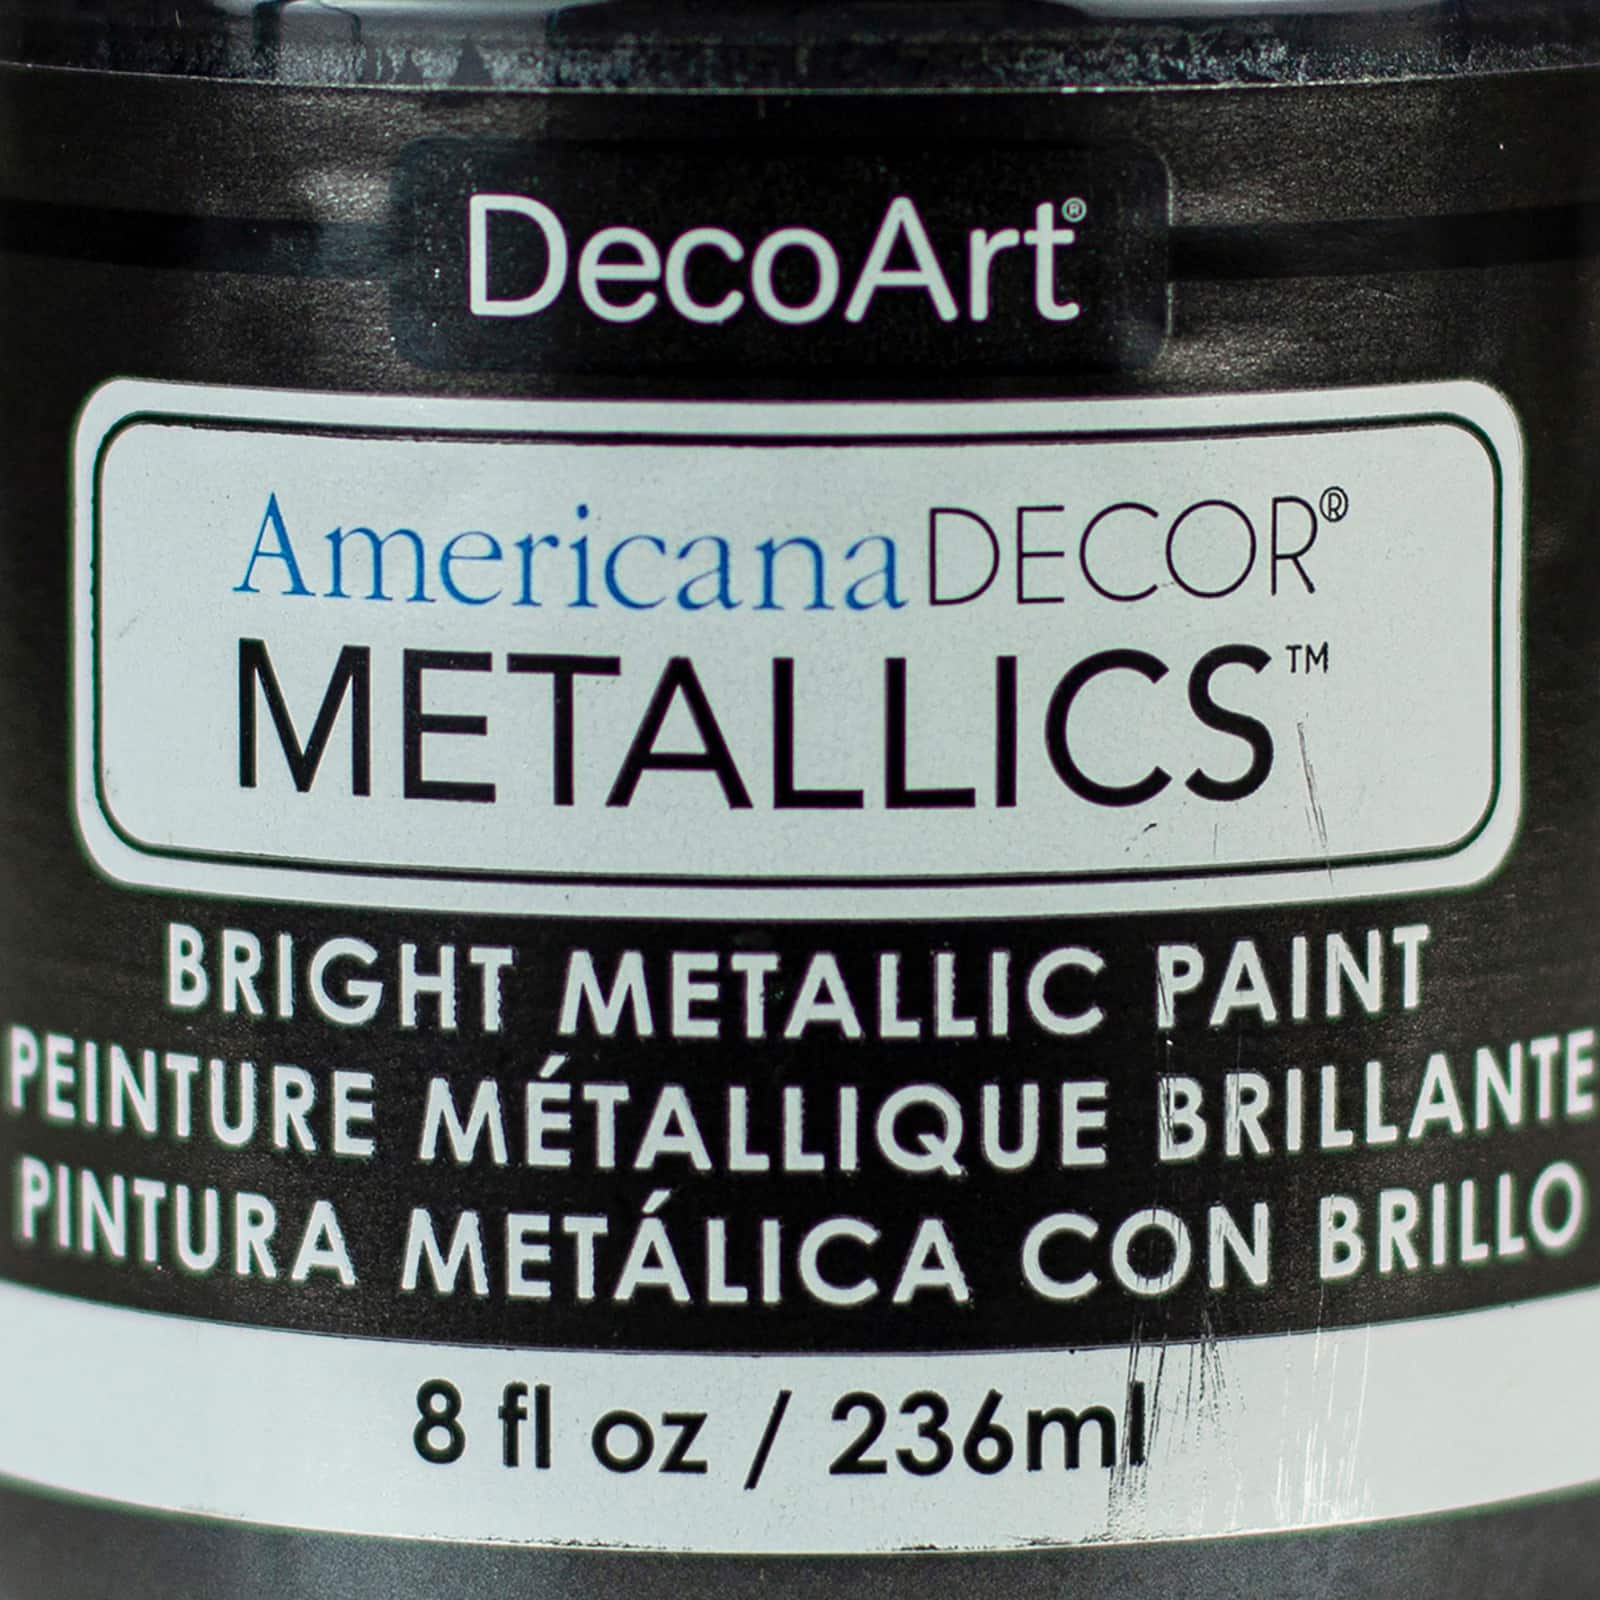 DecoArt®
AmericanaDECOR®
METALLICS™
BRIGHT METALLIC PAINT
PEINTURE MÉTALLIQUE BRILLANTE
PINTURA METÁLICA CON BRILLO
8 fl oz / 236ml